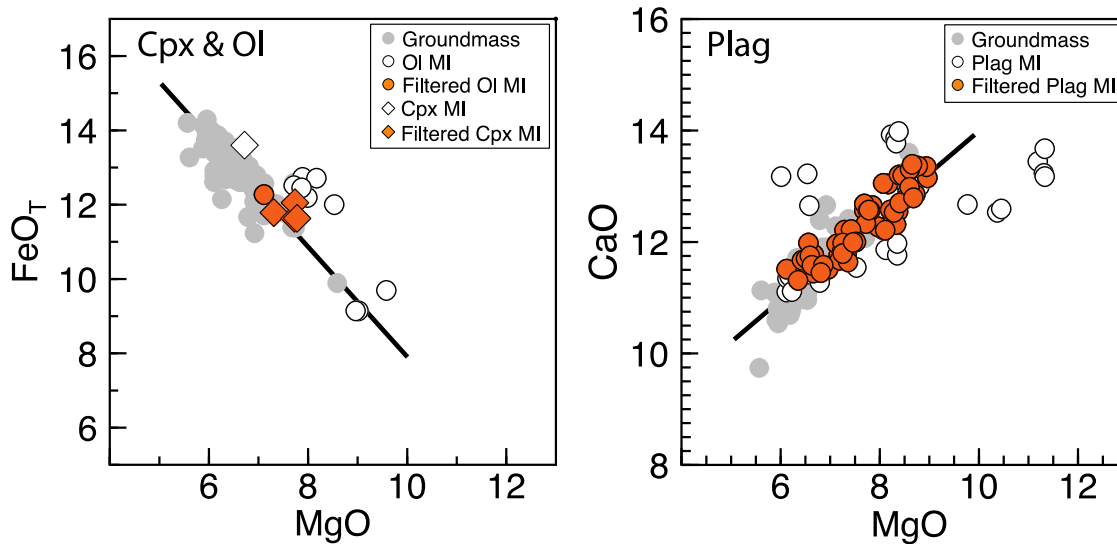 Cpx & Ol
Groundmass
Ol MI
Filtered Ol MI
Cpx MI
Filtered Cpx MI
16
14
12
10
8
6
FeOT
6
8
10
12
MgO
Plag
Groundmass
Plag MI
Filtered Plag MI
16
14
12
10
8
CaO
6
8
10
12
MgO